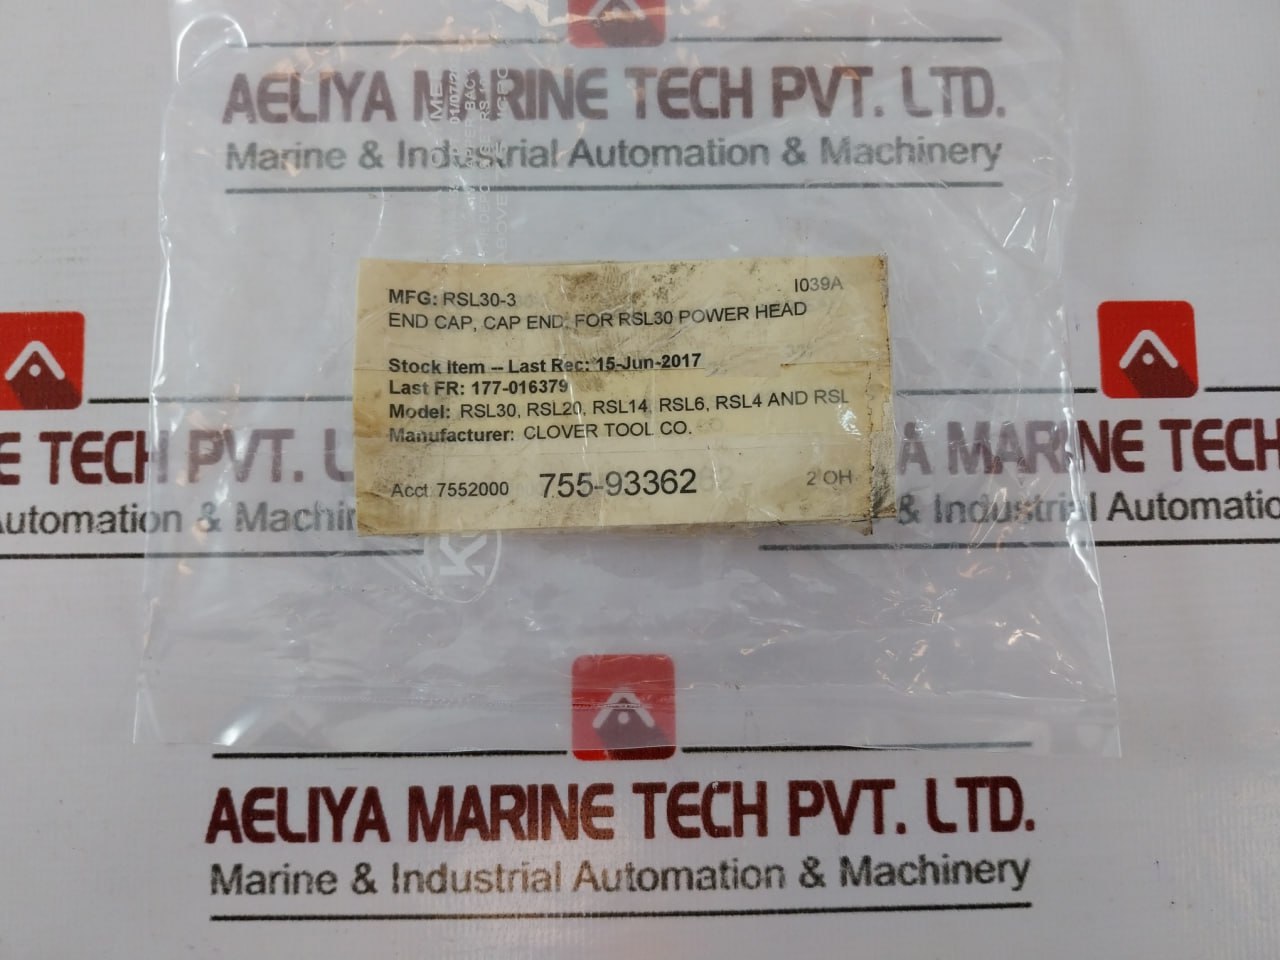 AELIYA MARINE TECH PVT. LTD.
Marine & Industrial Automation & Machinery
MFG: RSL30-3
I039A
END CAP, CAP END, FOR RSL30 POWER HEAD
Stock Item -- Last Rec: 15-Jun-2017
Last FR: 177-016379
Model: RSL30, RSL20, RSL14, RSL6, RSL4 AND RSL
Manufacturer: CLOVER TOOL CO.
Acct 7552000 755-93362 2 OH
E TECH PVT. L
utomation & Machin
A MARINE TECH
& Industrial Automatio
AELIYA MARINE TECH PVT. LTD.
Marine & Industrial Automation & Machinery